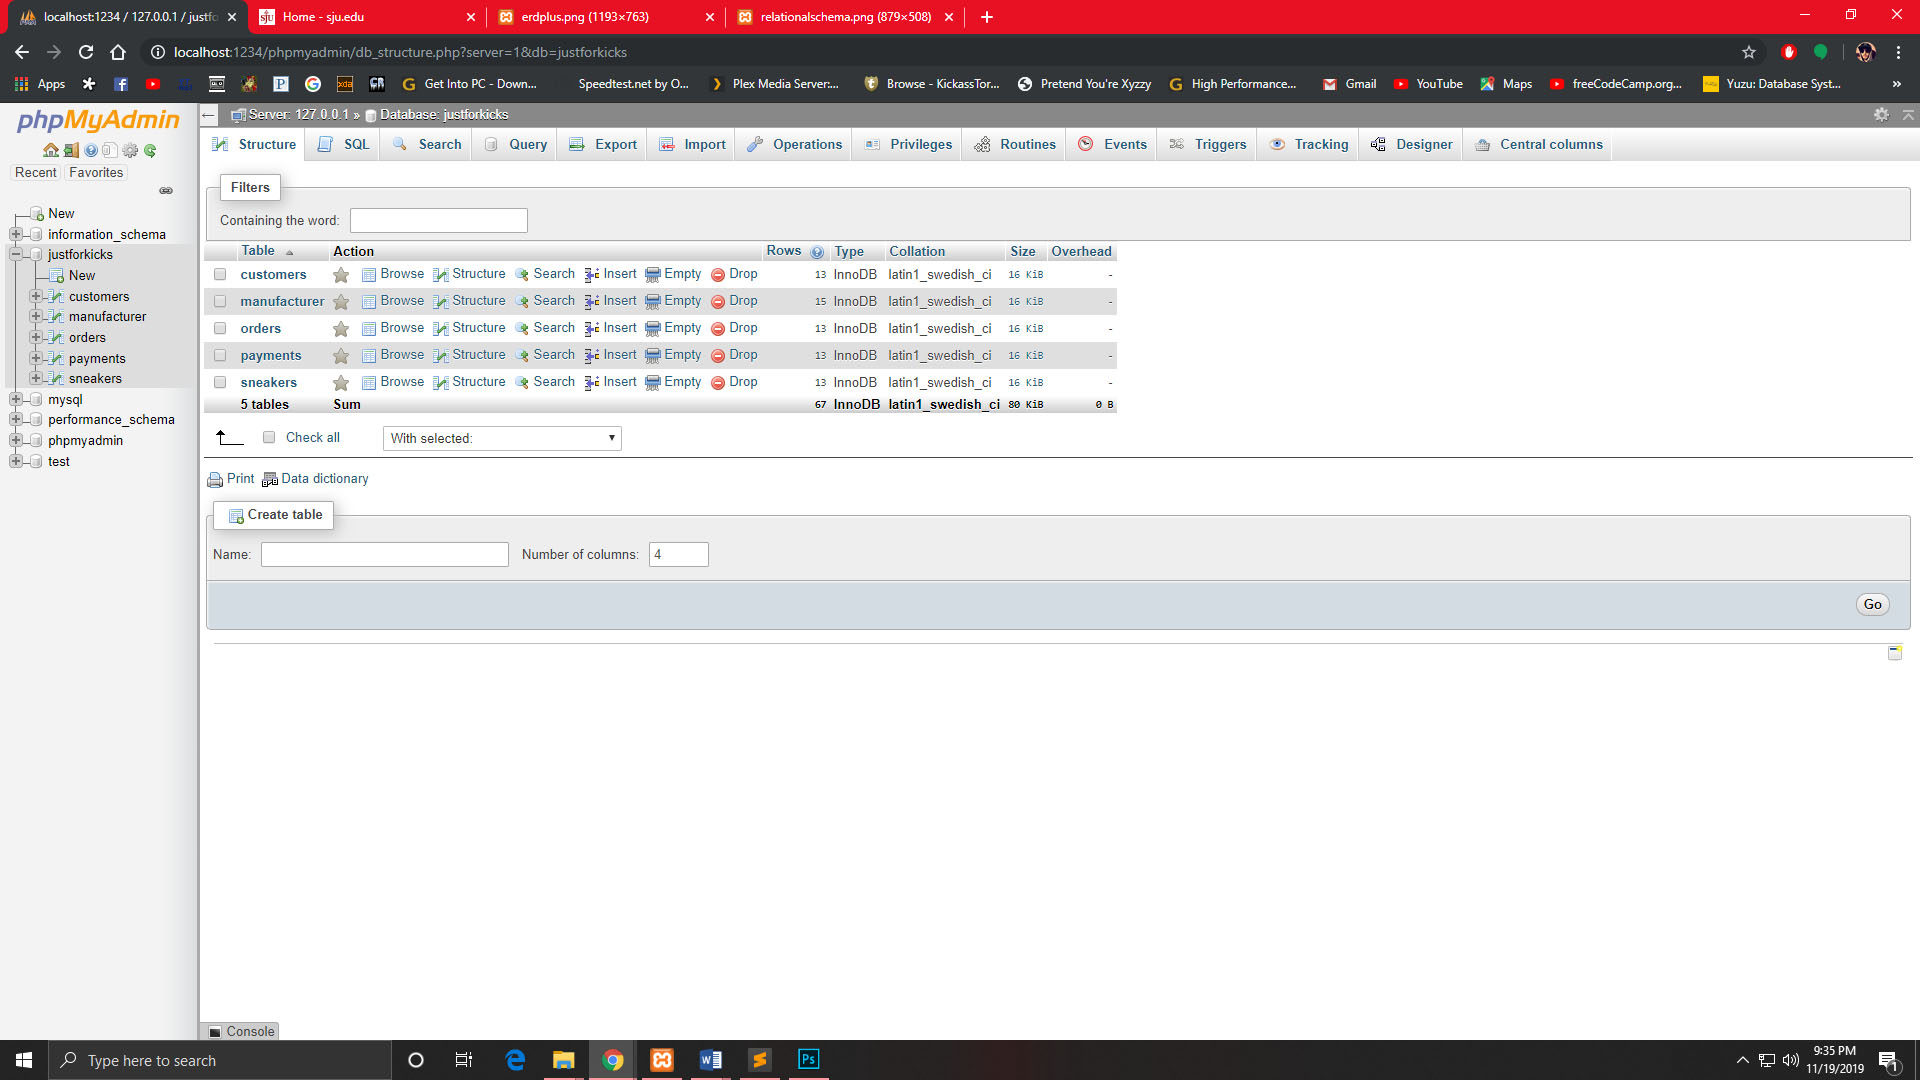 localhost:1234 / 127.0.0.1 / justfo
Home - sju.edu
erdplus.png (1193×763)
relationalschema.png (879×508)
localhost:1234/phpmyadmin/db_structure.php?server=1&db=justforkicks
Apps
Get Into PC - Down...
Speedtest.net by O...
Plex Media Server:...
Browse - KickassTor...
Pretend You're Xyzzy
High Performance...
Gmail
YouTube
Maps
freeCodeCamp.org...
Yuzu: Database Syst...
»
phpMyAdmin
Recent Favorites
New
information_schema
justforkicks
New
customers
manufacturer
orders
payments
sneakers
mysql
performance_schema
phpmyadmin
test
Server: 127.0.0.1 » Database: justforkicks
Structure SQL Search Query Export Import Operations Privileges Routines Events Triggers Tracking Designer Central columns
Filters
Containing the word:
Table Action Rows Type Collation Size Overhead
customers Browse Structure Search Insert Empty Drop 13 InnoDB latin1_swedish_ci 16 KiB -
manufacturer Browse Structure Search Insert Empty Drop 15 InnoDB latin1_swedish_ci 16 KiB -
orders Browse Structure Search Insert Empty Drop 13 InnoDB latin1_swedish_ci 16 KiB -
payments Browse Structure Search Insert Empty Drop 13 InnoDB latin1_swedish_ci 16 KiB -
sneakers Browse Structure Search Insert Empty Drop 13 InnoDB latin1_swedish_ci 16 KiB -
5 tables Sum 67 InnoDB latin1_swedish_ci 80 KiB 0 B
Check all With selected:
Print Data dictionary
Create table
Name: Number of columns: 4
Go
Console
Type here to search
9:35 PM
11/19/2019
1